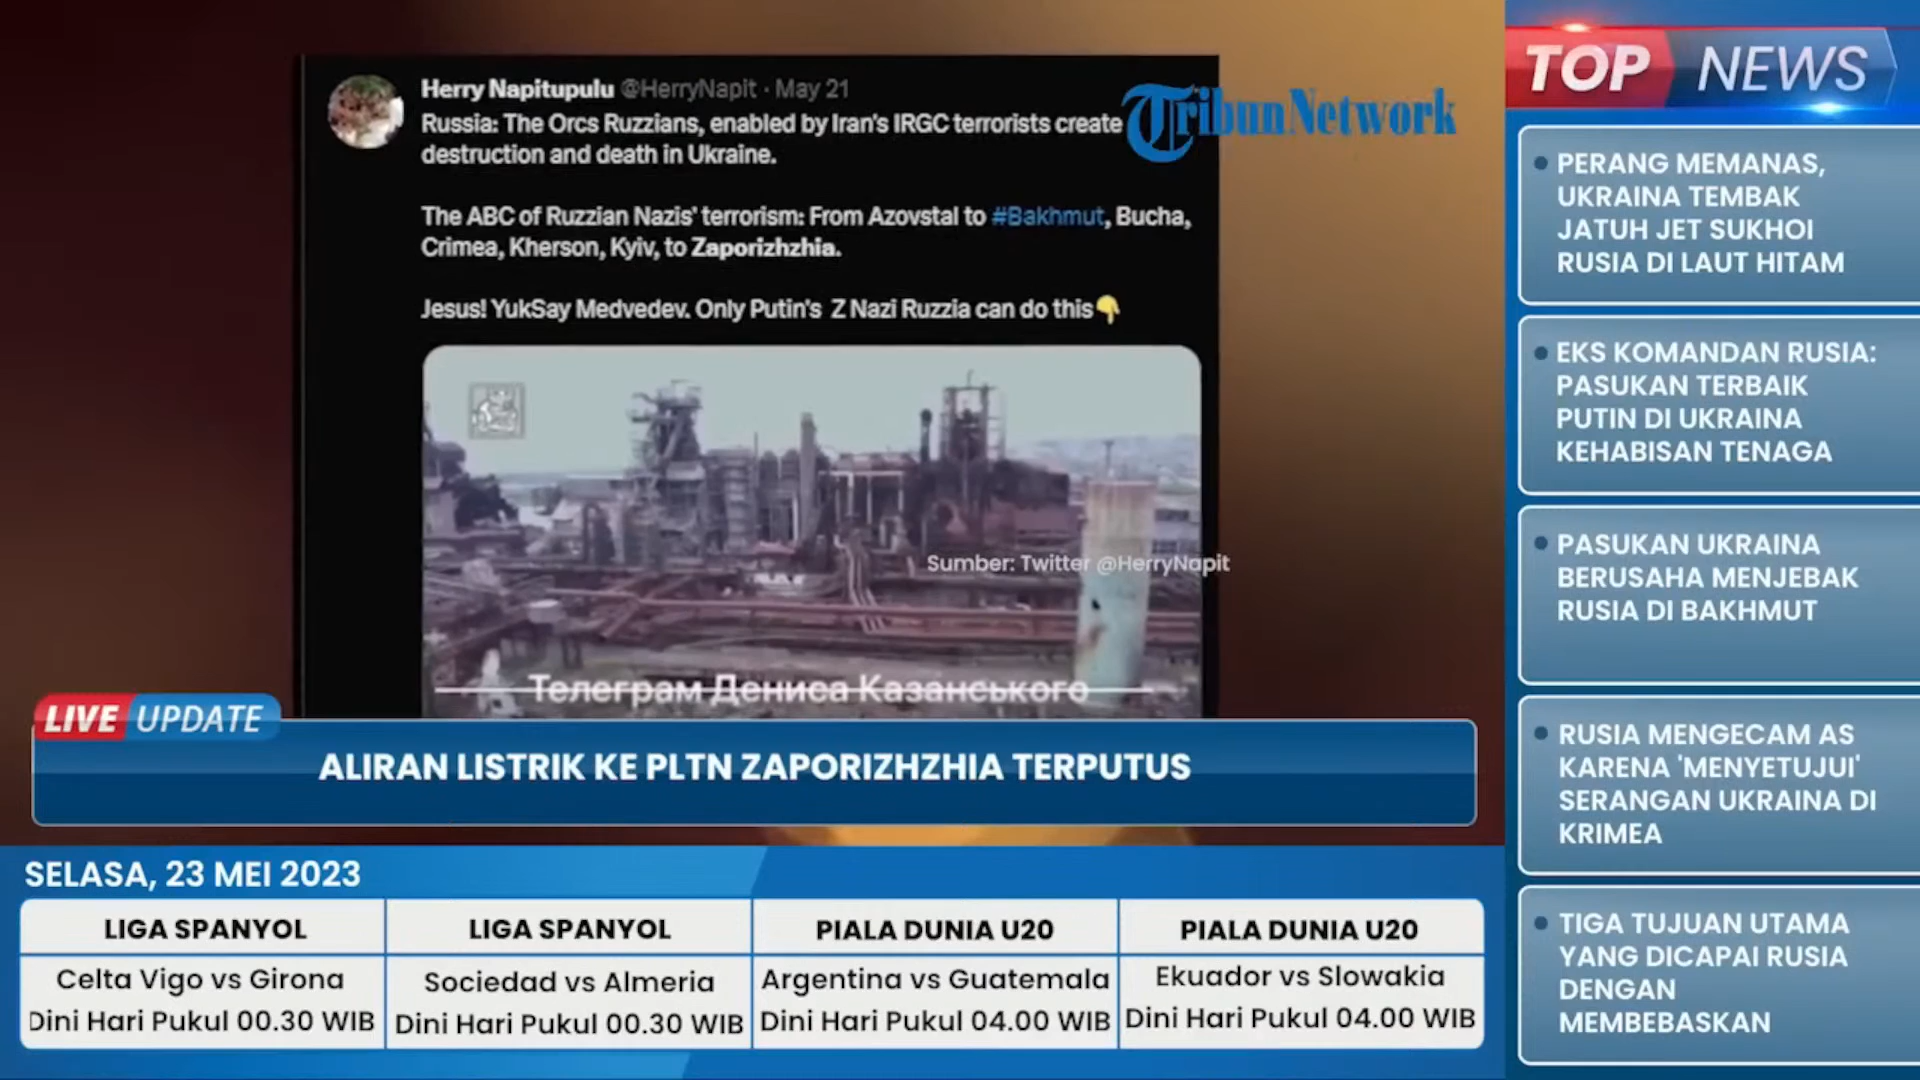 Herry Napitupulu @HerryNapit · May 21
Russia: The Orcs Ruzzians, enabled by Iran's IRGC terrorists create
destruction and death in Ukraine.
The ABC of Ruzzian Nazis' terrorism: From Azovstal to #Bakhmut, Bucha,
Crimea, Kherson, Kyiv, to Zaporizhzhia.
Jesus! YukSay Medvedev. Only Putin's Z Nazi Ruzzia can do this👇
TribunNetwork
Sumber: Twitter @HerryNapit
Телеграм Дениса Казанського
LIVE UPDATE
ALIRAN LISTRIK KE PLTN ZAPORIZHZHIA TERPUTUS
SELASA, 23 MEI 2023
LIGA SPANYOL
Celta Vigo vs Girona
Dini Hari Pukul 00.30 WIB
LIGA SPANYOL
Sociedad vs Almeria
Dini Hari Pukul 00.30 WIB
PIALA DUNIA U20
Argentina vs Guatemala
Dini Hari Pukul 04.00 WIB
PIALA DUNIA U20
Ekuador vs Slowakia
Dini Hari Pukul 04.00 WIB
TOP NEWS
• PERANG MEMANAS,
UKRAINA TEMBAK
JATUH JET SUKHOI
RUSIA DI LAUT HITAM
• EKS KOMANDAN RUSIA:
PASUKAN TERBAIK
PUTIN DI UKRAINA
KEHABISAN TENAGA
• PASUKAN UKRAINA
BERUSAHA MENJEBAK
RUSIA DI BAKHMUT
• RUSIA MENGECAM AS
KARENA 'MENYETUJUI'
SERANGAN UKRAINA DI
KRIMEA
• TIGA TUJUAN UTAMA
YANG DICAPAI RUSIA
DENGAN
MEMBEBASKAN